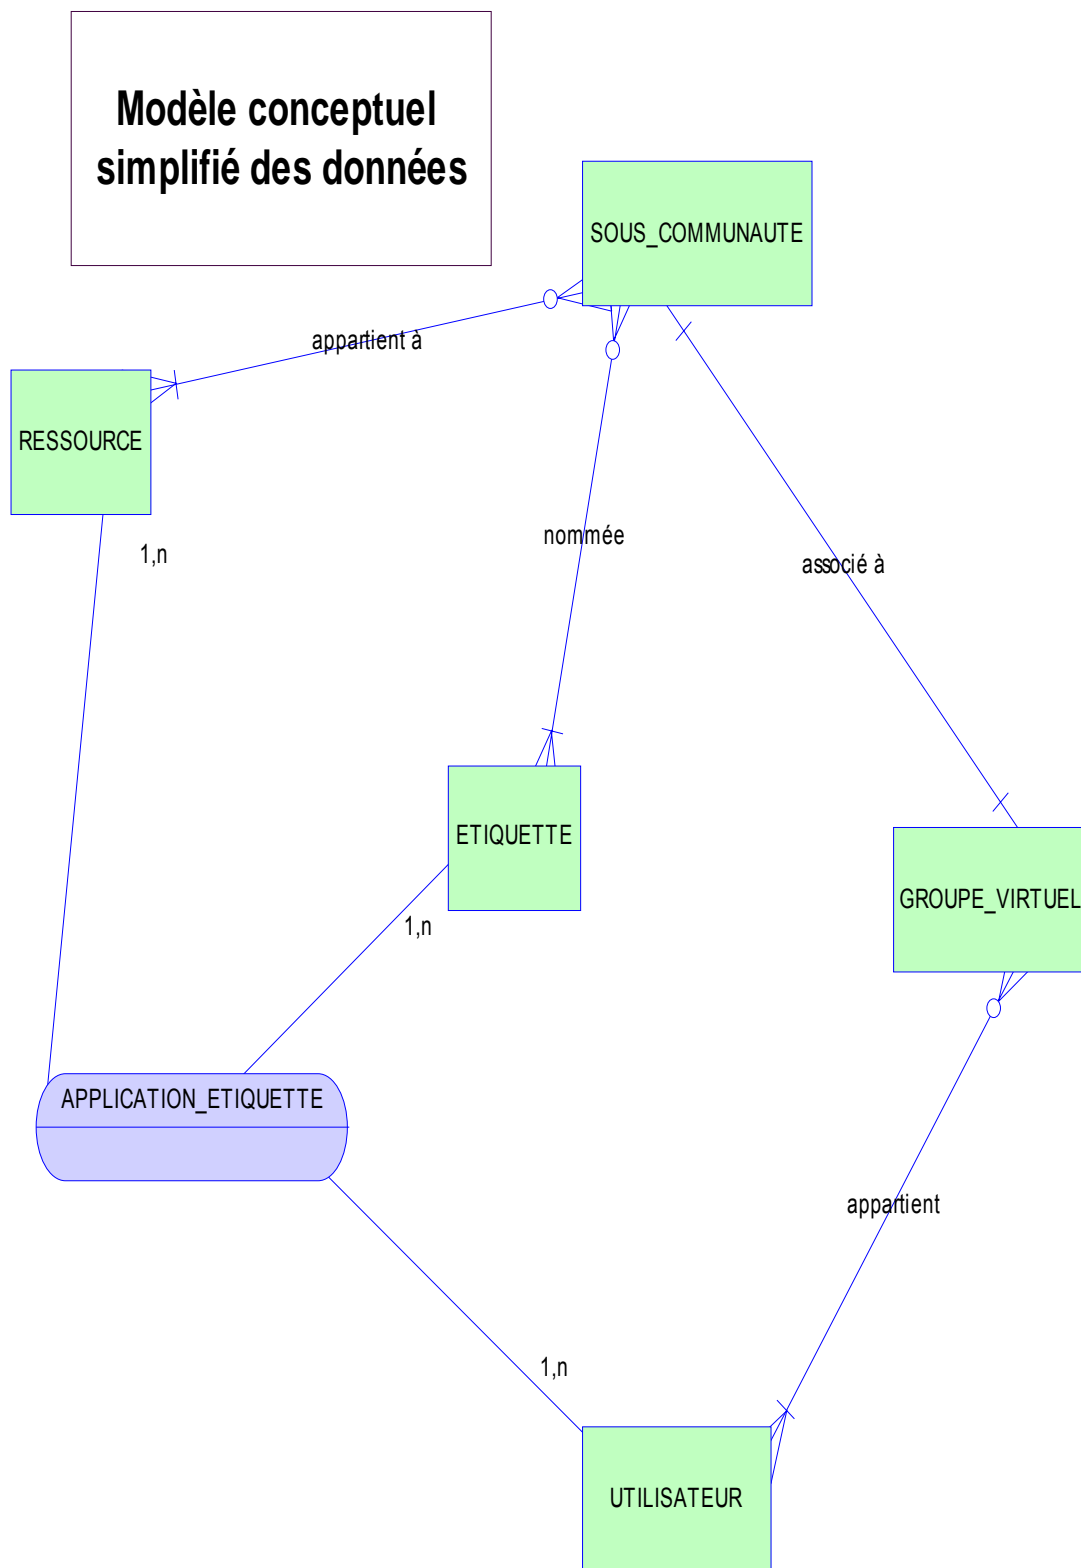 Modèle conceptuel
simplifié des données
SOUS_COMMUNAUTE
appartient à
RESSOURCE
1,n
nommée
associé à
ETIQUETTE
1,n
GROUPE_VIRTUEL
APPLICATION_ETIQUETTE
appartient
1,n
UTILISATEUR